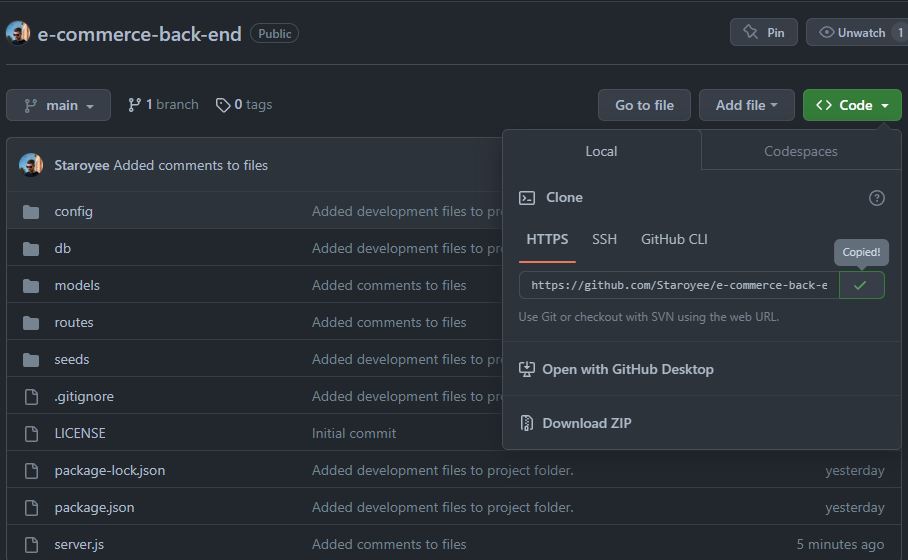 e-commerce-back-end Public Pin Unwatch 1
main 1 branch 0 tags Go to file Add file Code
Staroyee Added comments to files
Local Codespaces
Clone
HTTPS SSH GitHub CLI
Copied!
https://github.com/Staroyee/e-commerce-back-e
Use Git or checkout with SVN using the web URL.
Open with GitHub Desktop
Download ZIP
config Added development files to pro
db Added development files to pro
models Added comments to files
routes Added comments to files
seeds Added comments to files
.gitignore Added development files to pro
LICENSE Initial commit
package-lock.json Added development files to project folder. yesterday
package.json Added development files to project folder. yesterday
server.js Added comments to files 5 minutes ago